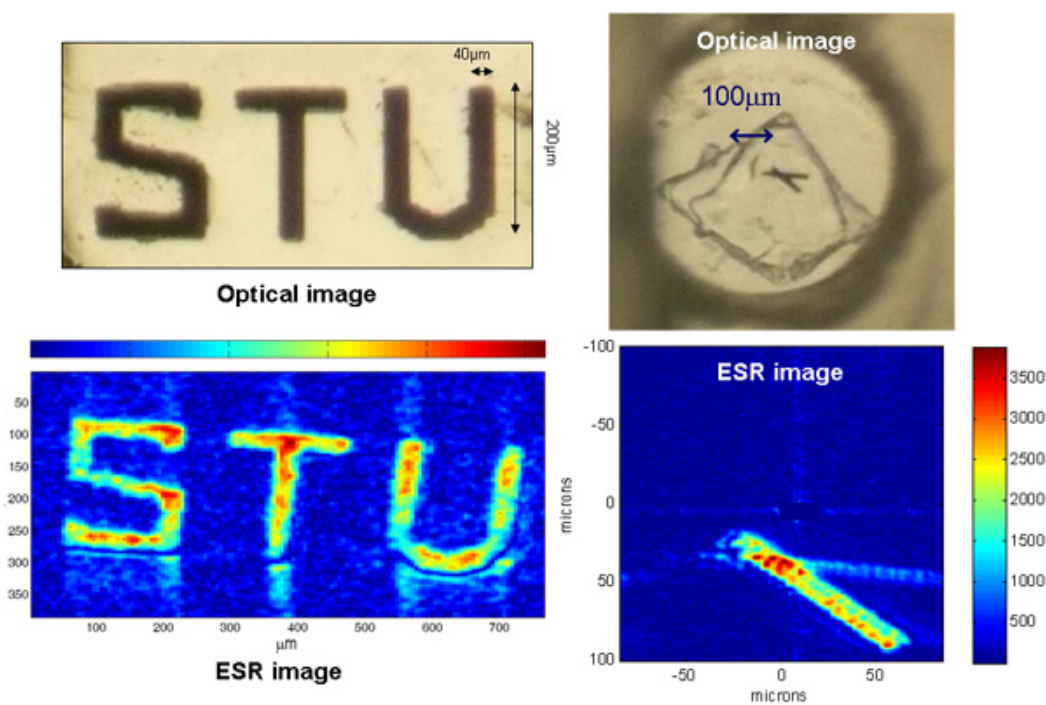 40μm
STU
200μm
Optical image
Optical image
100μm
50
100
150
200
250
300
350
100 200 300 400 500 600 700
μm
ESR image
ESR image
-100
-50
0
50
100
microns
-50 0 50
microns
3500
3000
2500
2000
1500
1000
500